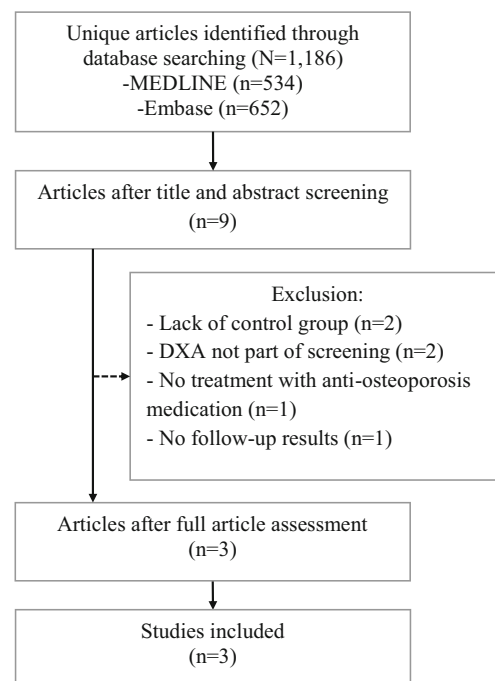 Unique articles identified through
database searching (N=1,186)
-MEDLINE (n=534)
-Embase (n=652)
Articles after title and abstract screening
(n=9)
Exclusion:
- Lack of control group (n=2)
- DXA not part of screening (n=2)
- No treatment with anti-osteoporosis
medication (n=1)
- No follow-up results (n=1)
Articles after full article assessment
(n=3)
Studies included
(n=3)